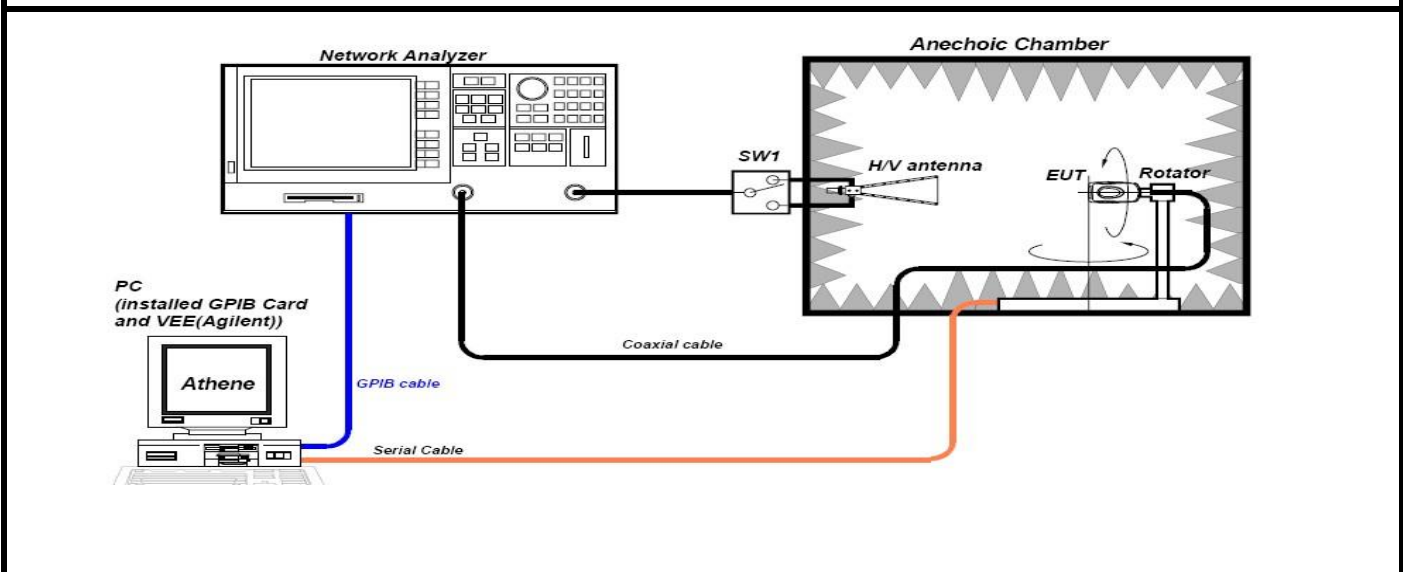 Network Analyzer
Anechoic Chamber
SW1
H/V antenna
EUT
Rotator
PC
(installed GPIB Card
and VEE(Agilent))
Coaxial cable
Athene
GPIB cable
Serial Cable